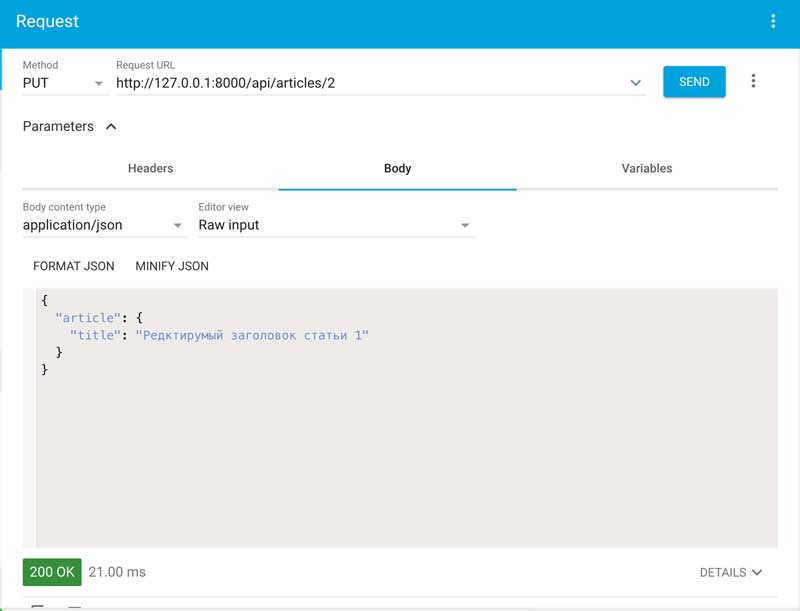 Request
Method
Request URL
PUT
http://127.0.0.1:8000/api/articles/2
SEND
Parameters
Headers
Body
Variables
Body content type
Editor view
application/json
Raw input
FORMAT JSON
MINIFY JSON
{
"article": {
"title": "Редктирумый заголовок статьи 1"
}
}
200 OK
21.00 ms
DETAILS